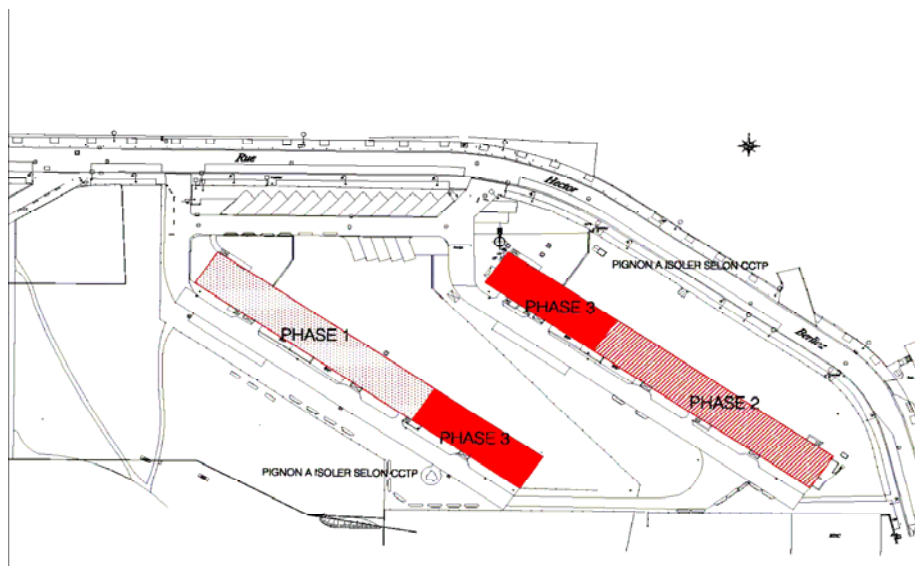 Rue
Hector
PIGNON A ISOLER SELON CCTP
PHASE 3
Berlioz
PHASE 1
PHASE 2
PHASE 3
PIGNON A ISOLER SELON CCTP